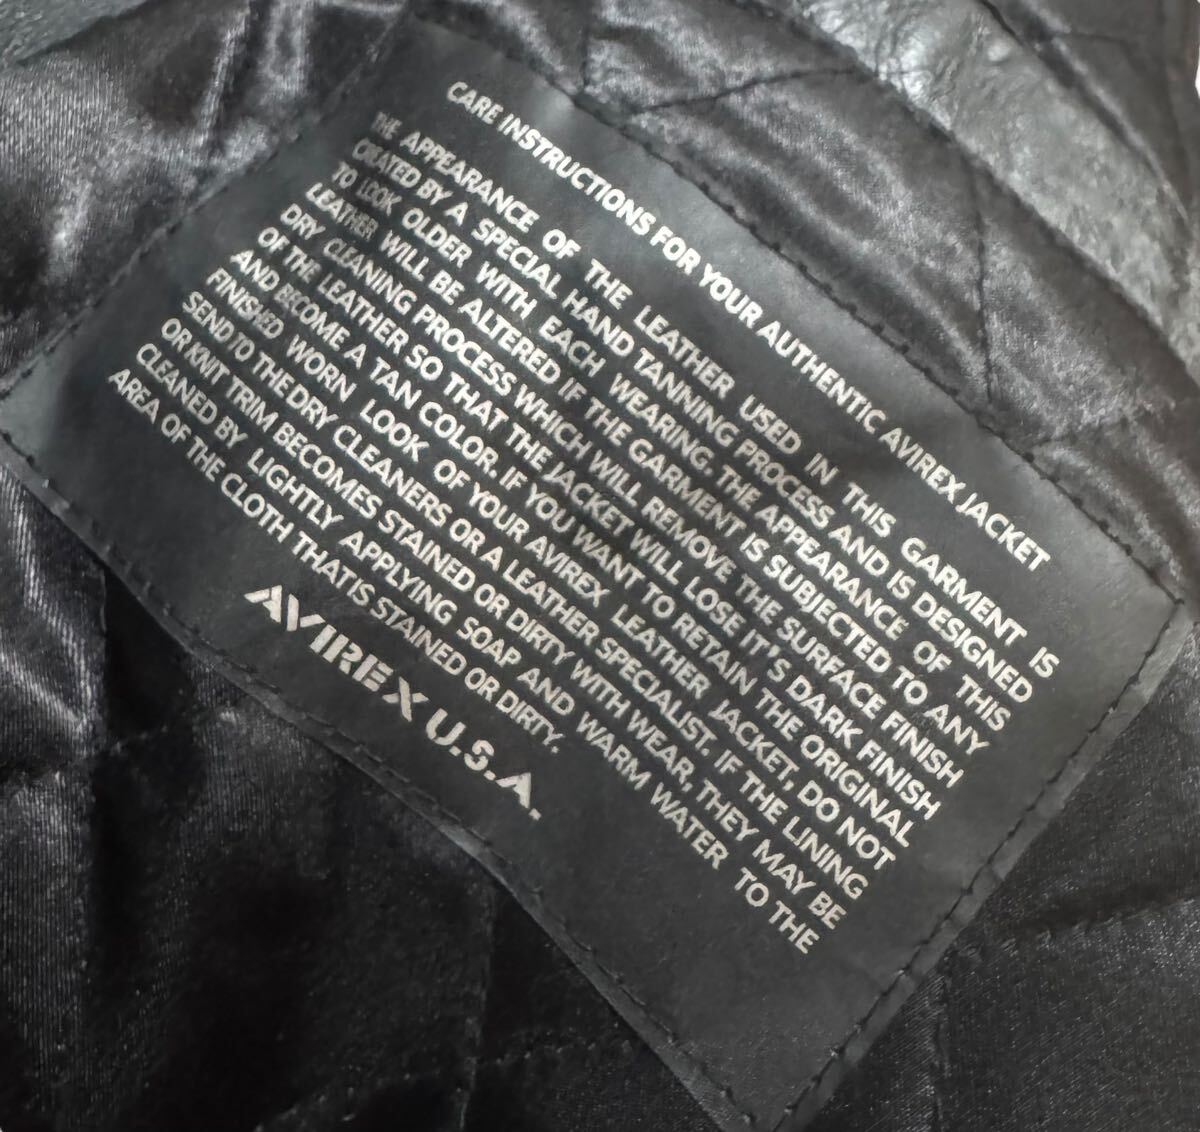 CARE INSTRUCTIONS FOR YOUR AUTHENTIC AVIREX JACKET
THE APPEARANCE OF THE LEATHER USED IN THIS GARMENT IS
CRATED BY A SPECIAL HAND TANNING PROCESS AND IS DESIGNED
TO LOOK OLDER WITH EACH WEARING. THE APPEARANCE OF THIS
LEATHER WILL BE ALTERED IF THE GARMENT IS SUBJECTED TO ANY
DRY CLEANING PROCESS WHICH WILL REMOVE THE SURFACE FINISH
OF THE LEATHER SO THAT THE JACKET WILL LOSE IT'S DARK FINISH
AND BECOME A TAN COLOR. IF YOU WANT TO RETAIN THE ORIGINAL
FINISHED WORN LOOK OF YOUR AVIREX LEATHER JACKET, DO NOT
SEND TO THE DRY CLEANERS OR A LEATHER SPECIALIST. IF THE LINING
OR KNIT TRIM BECOMES STAINED OR DIRTY WITH WEAR, THEY MAY BE
CLEANED BY LIGHTLY APPLYING SOAP AND WARM WATER TO THE
AREA OF THE CLOTH THAT IS STAINED OR DIRTY.
AVIREX U.S.A.